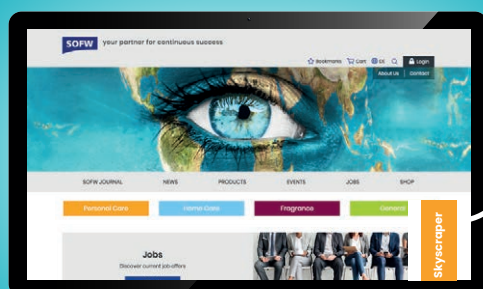 SOFW your partner for continuous success
Bookmarks Cart DE Login
About Us Contact
SOFW JOURNAL NEWS PRODUCTS EVENTS JOBS SHOP
Personal Care Home Care Fragrance General
Skyscraper
Jobs
Discover current job offers